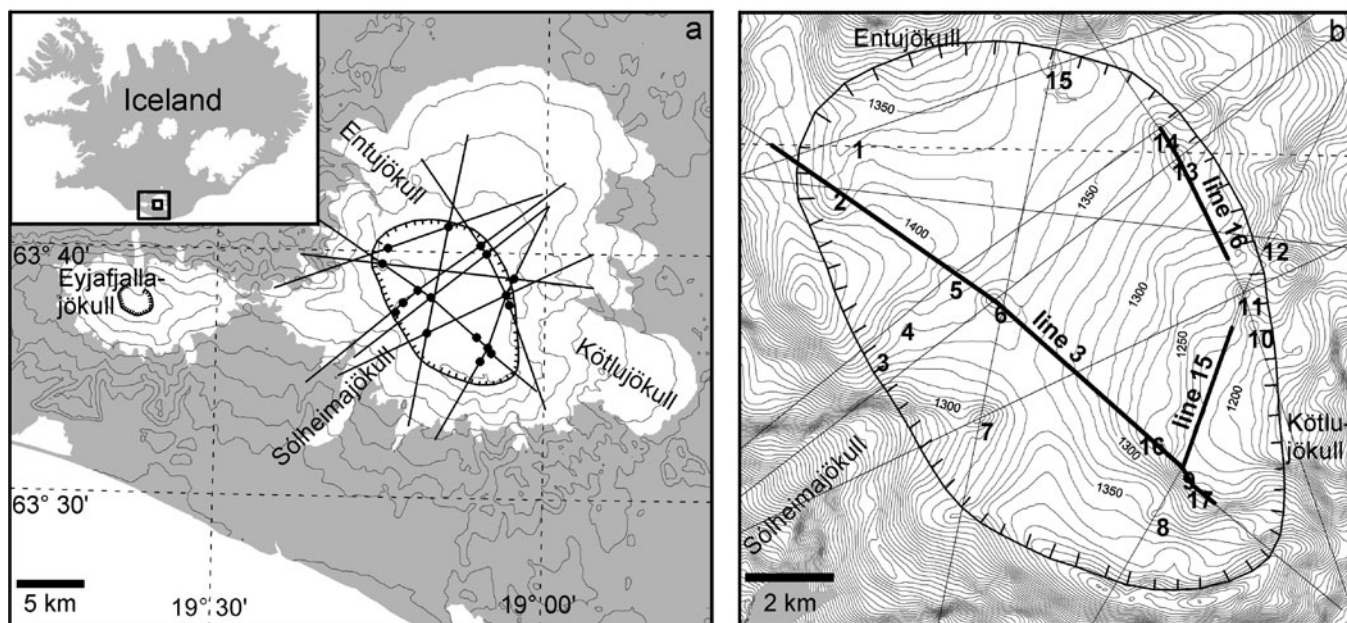 a
Iceland
Entujökull
63° 40'
Eyjafjalla-
jökull
Sólheimajökull
Kötlujökull
63° 30'
5 km
19° 30'
19° 00'
b
Entujökull
15
1350
1
14
13
1350
line 16
2
1400
12
5
6
1300
11
line 3
10
4
1250
3
line 15
1200
1300
7
16
1300
Kötlu-
jökull
9
1350
17
8
Sólheimajökull
2 km